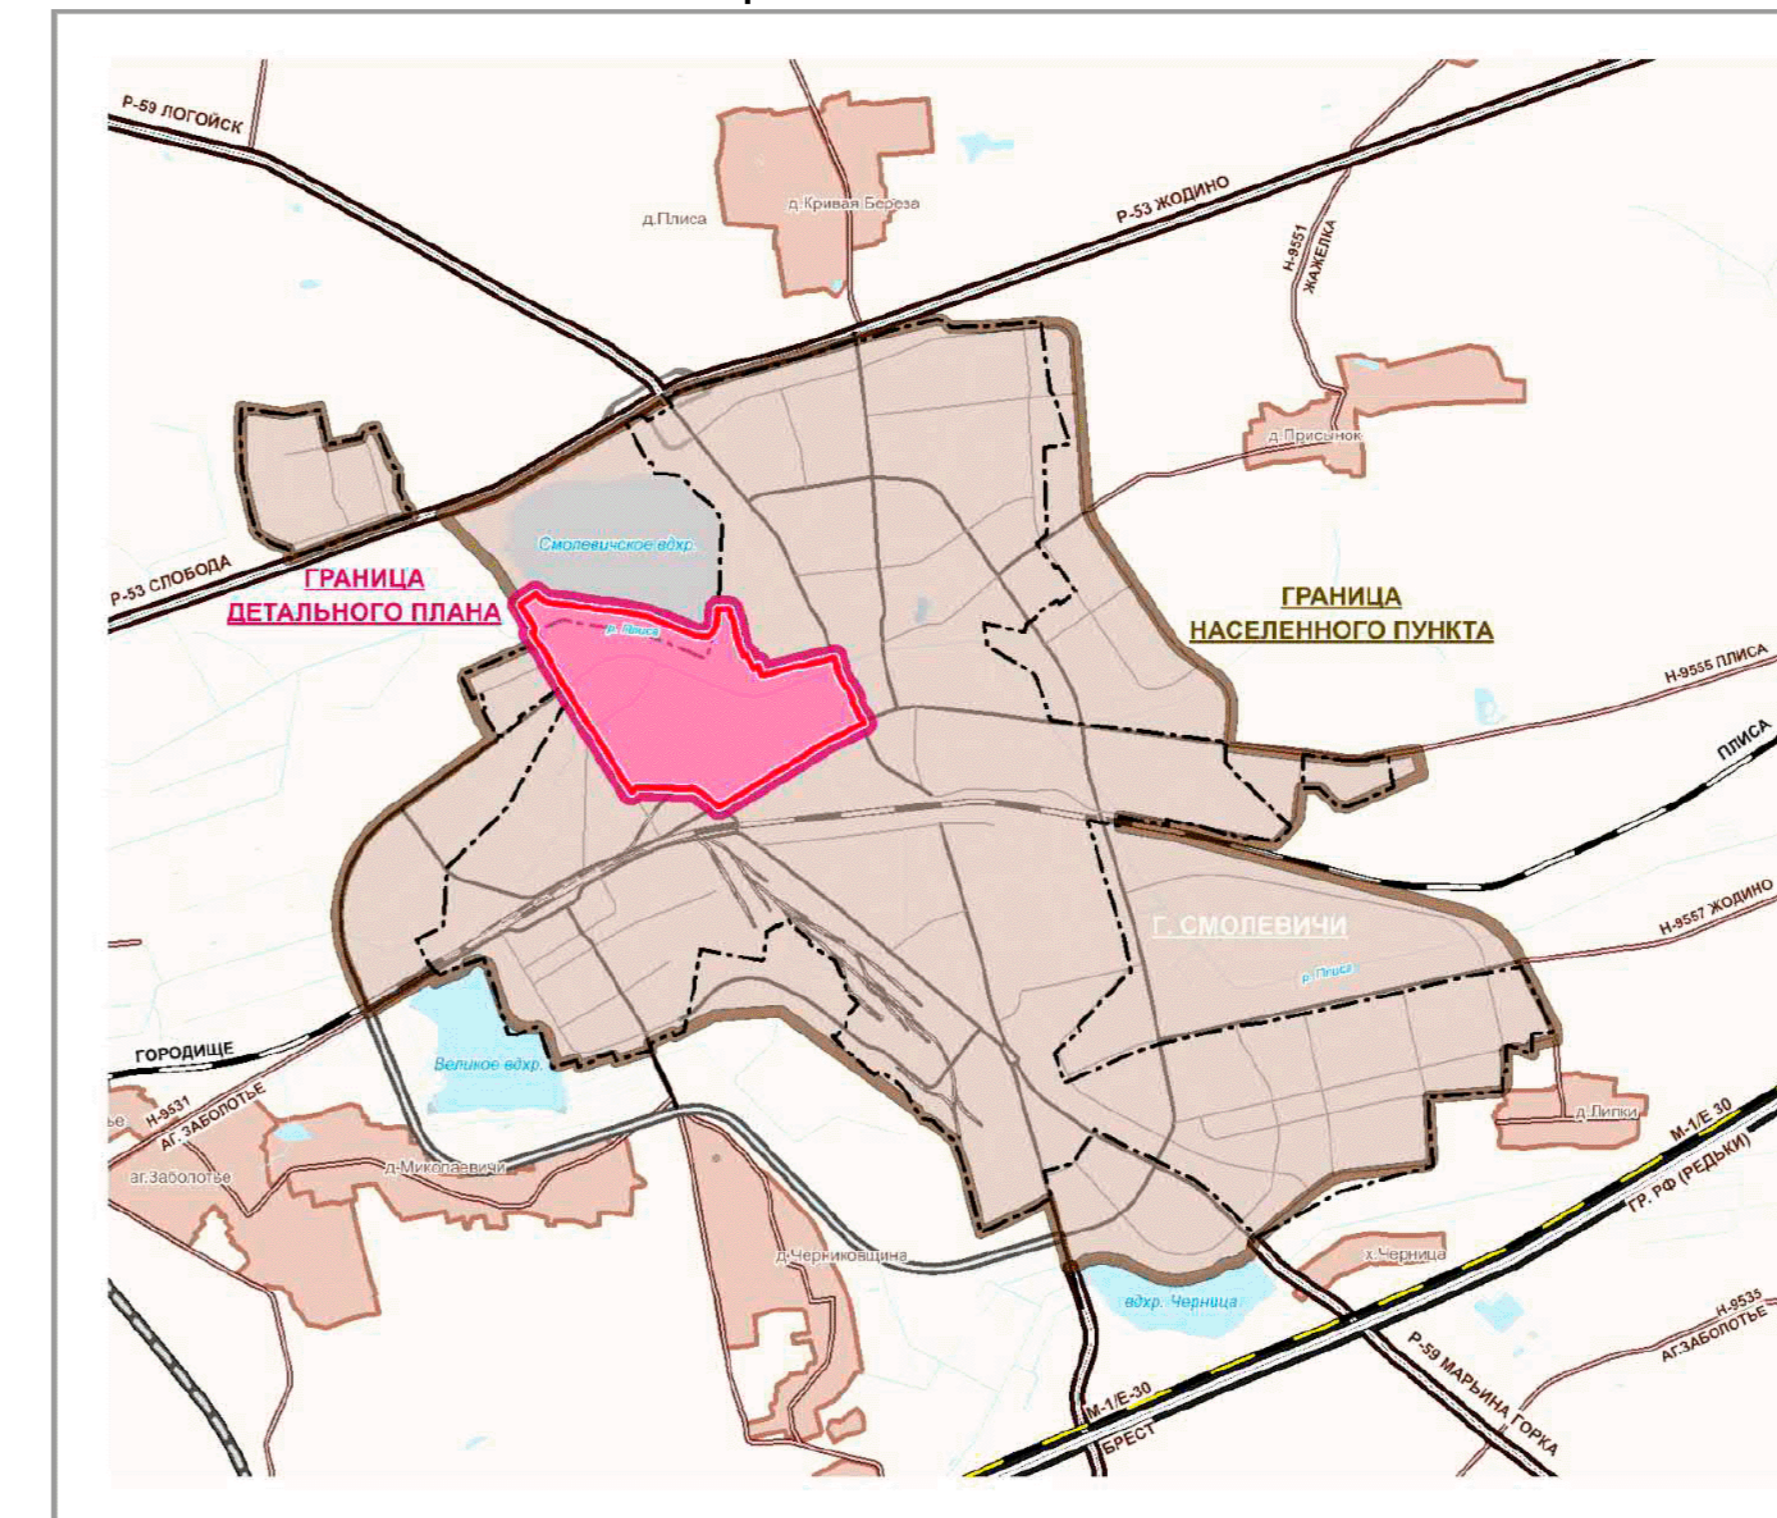 Р-59 ЛОГОЙСК
д.Плиса
д.Кривая Береза
Р-53 ЖОДИНО
Н-9551
ЖАЖЕЛКА
д.Присынок
Смолевичское вдхр.
Р-53 СЛОБОДА
ГРАНИЦА
ДЕТАЛЬНОГО ПЛАНА
р. Плиса
ГРАНИЦА
НАСЕЛЕННОГО ПУНКТА
Н-9555 ПЛИСА
ПЛИСА
Н-9557 ЖОДИНО
Г. СМОЛЕВИЧИ
р. Плиса
ГОРОДИЩЕ
Великое вдхр.
Н-9531
АГ. ЗАБОЛОТЬЕ
ье
аг.Заболотье
д.Миколаевичи
д.Липки
М-1/Е 30
ГР. РФ (РЕДЬКИ)
д.Черниковщина
х.Черница
вдхр. Черница
Н-9535
АГ.ЗАБОЛОТЬЕ
Р-59 МАРЬИНА ГОРКА
М-1/Е-30
БРЕСТ